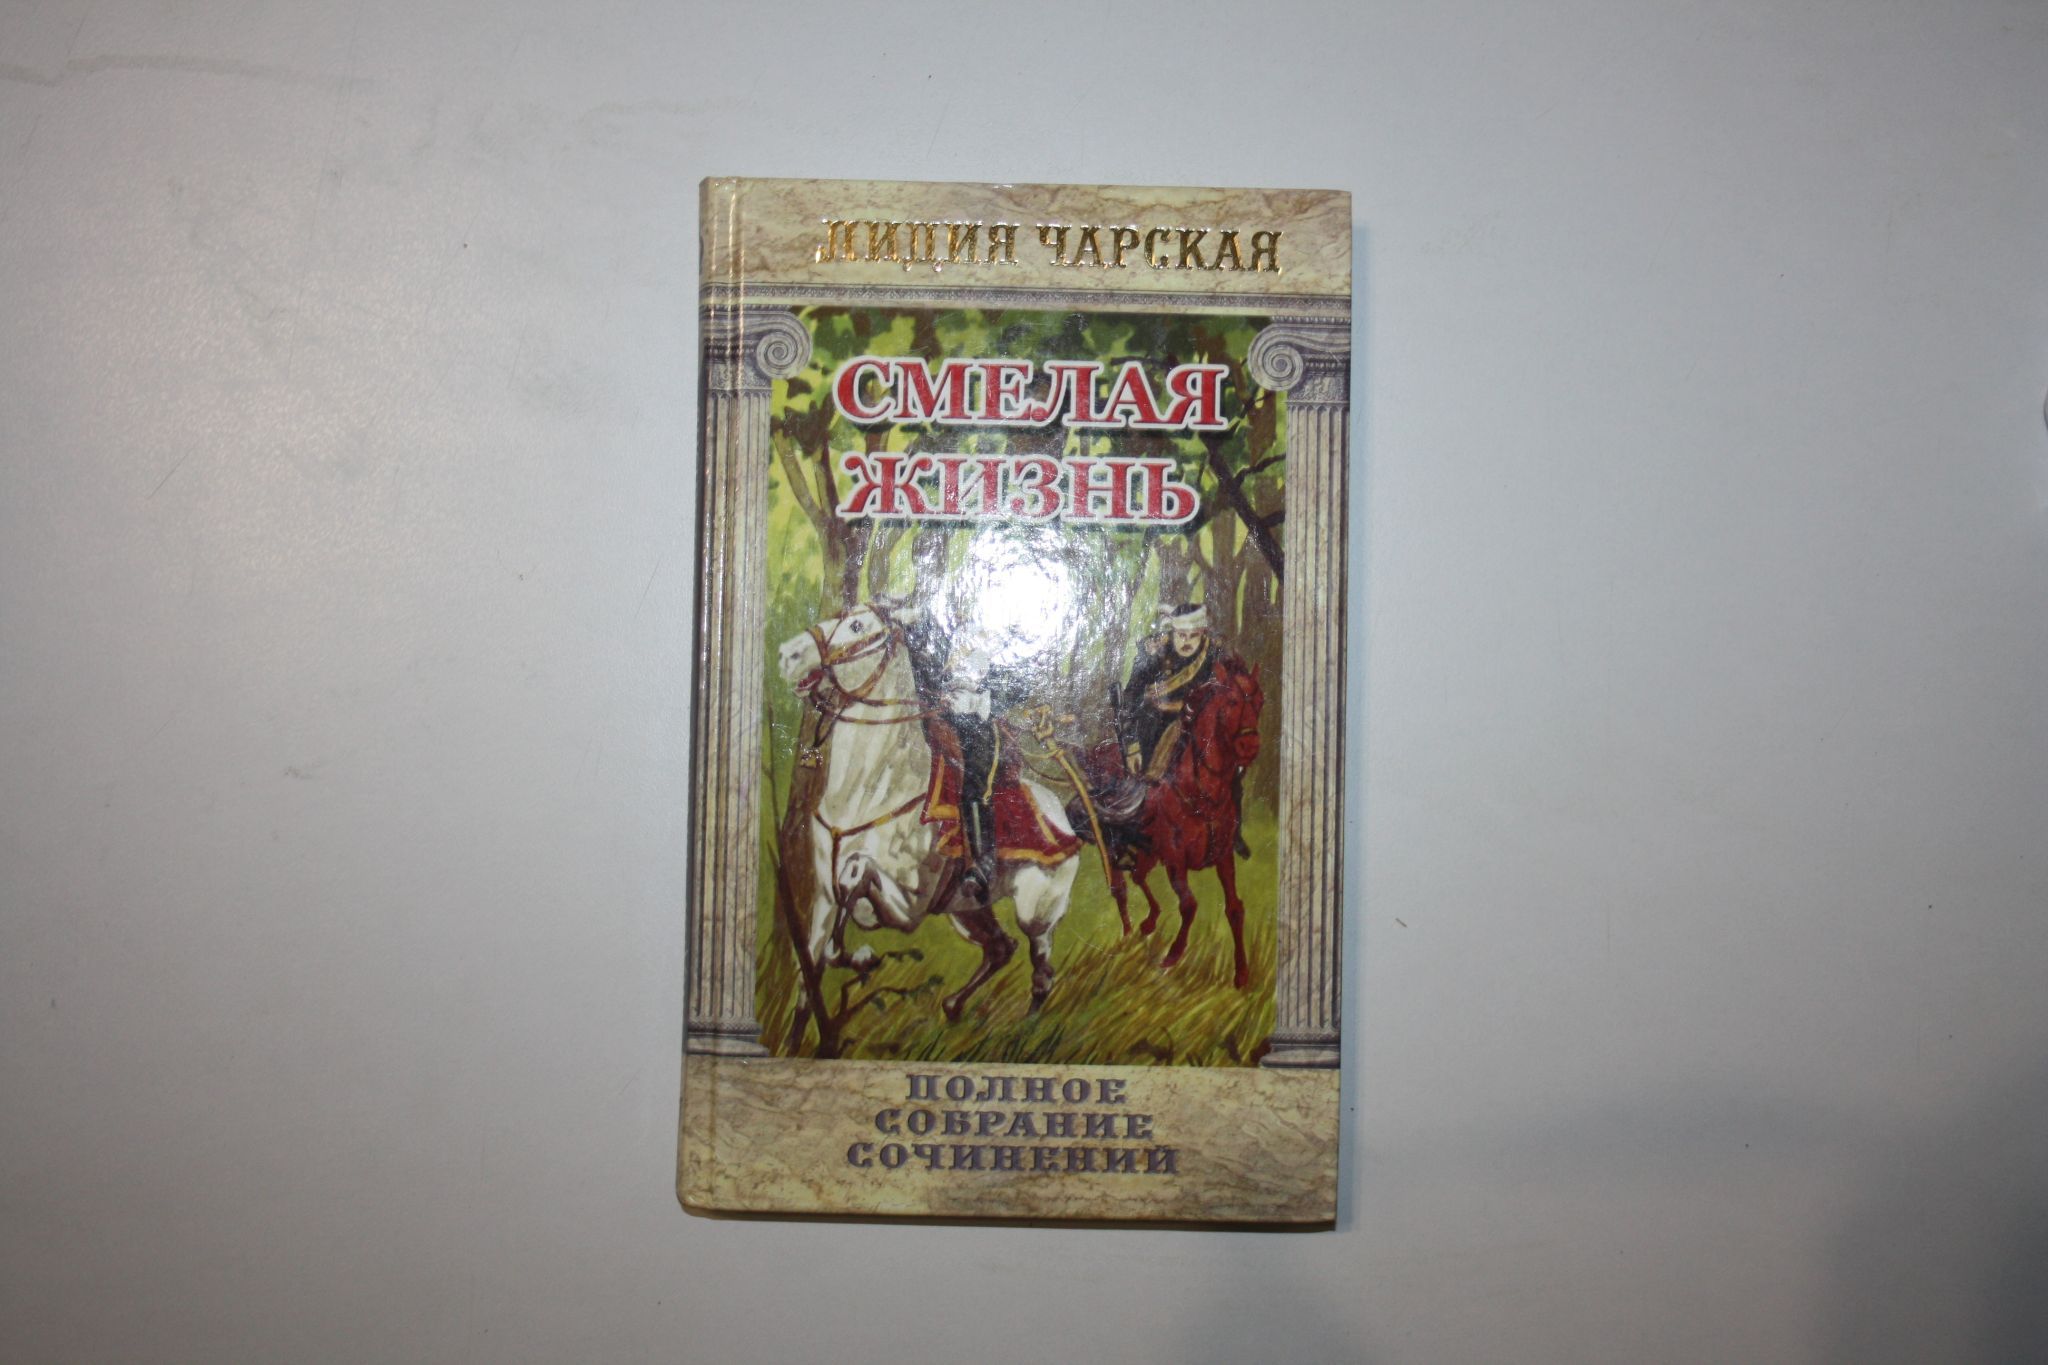 ЛИДИЯ ЧАРСКАЯ
СМЕЛАЯ
ЖИЗНЬ
ПОЛНОЕ
СОБРАНИЕ
СОЧИНЕНИЙ